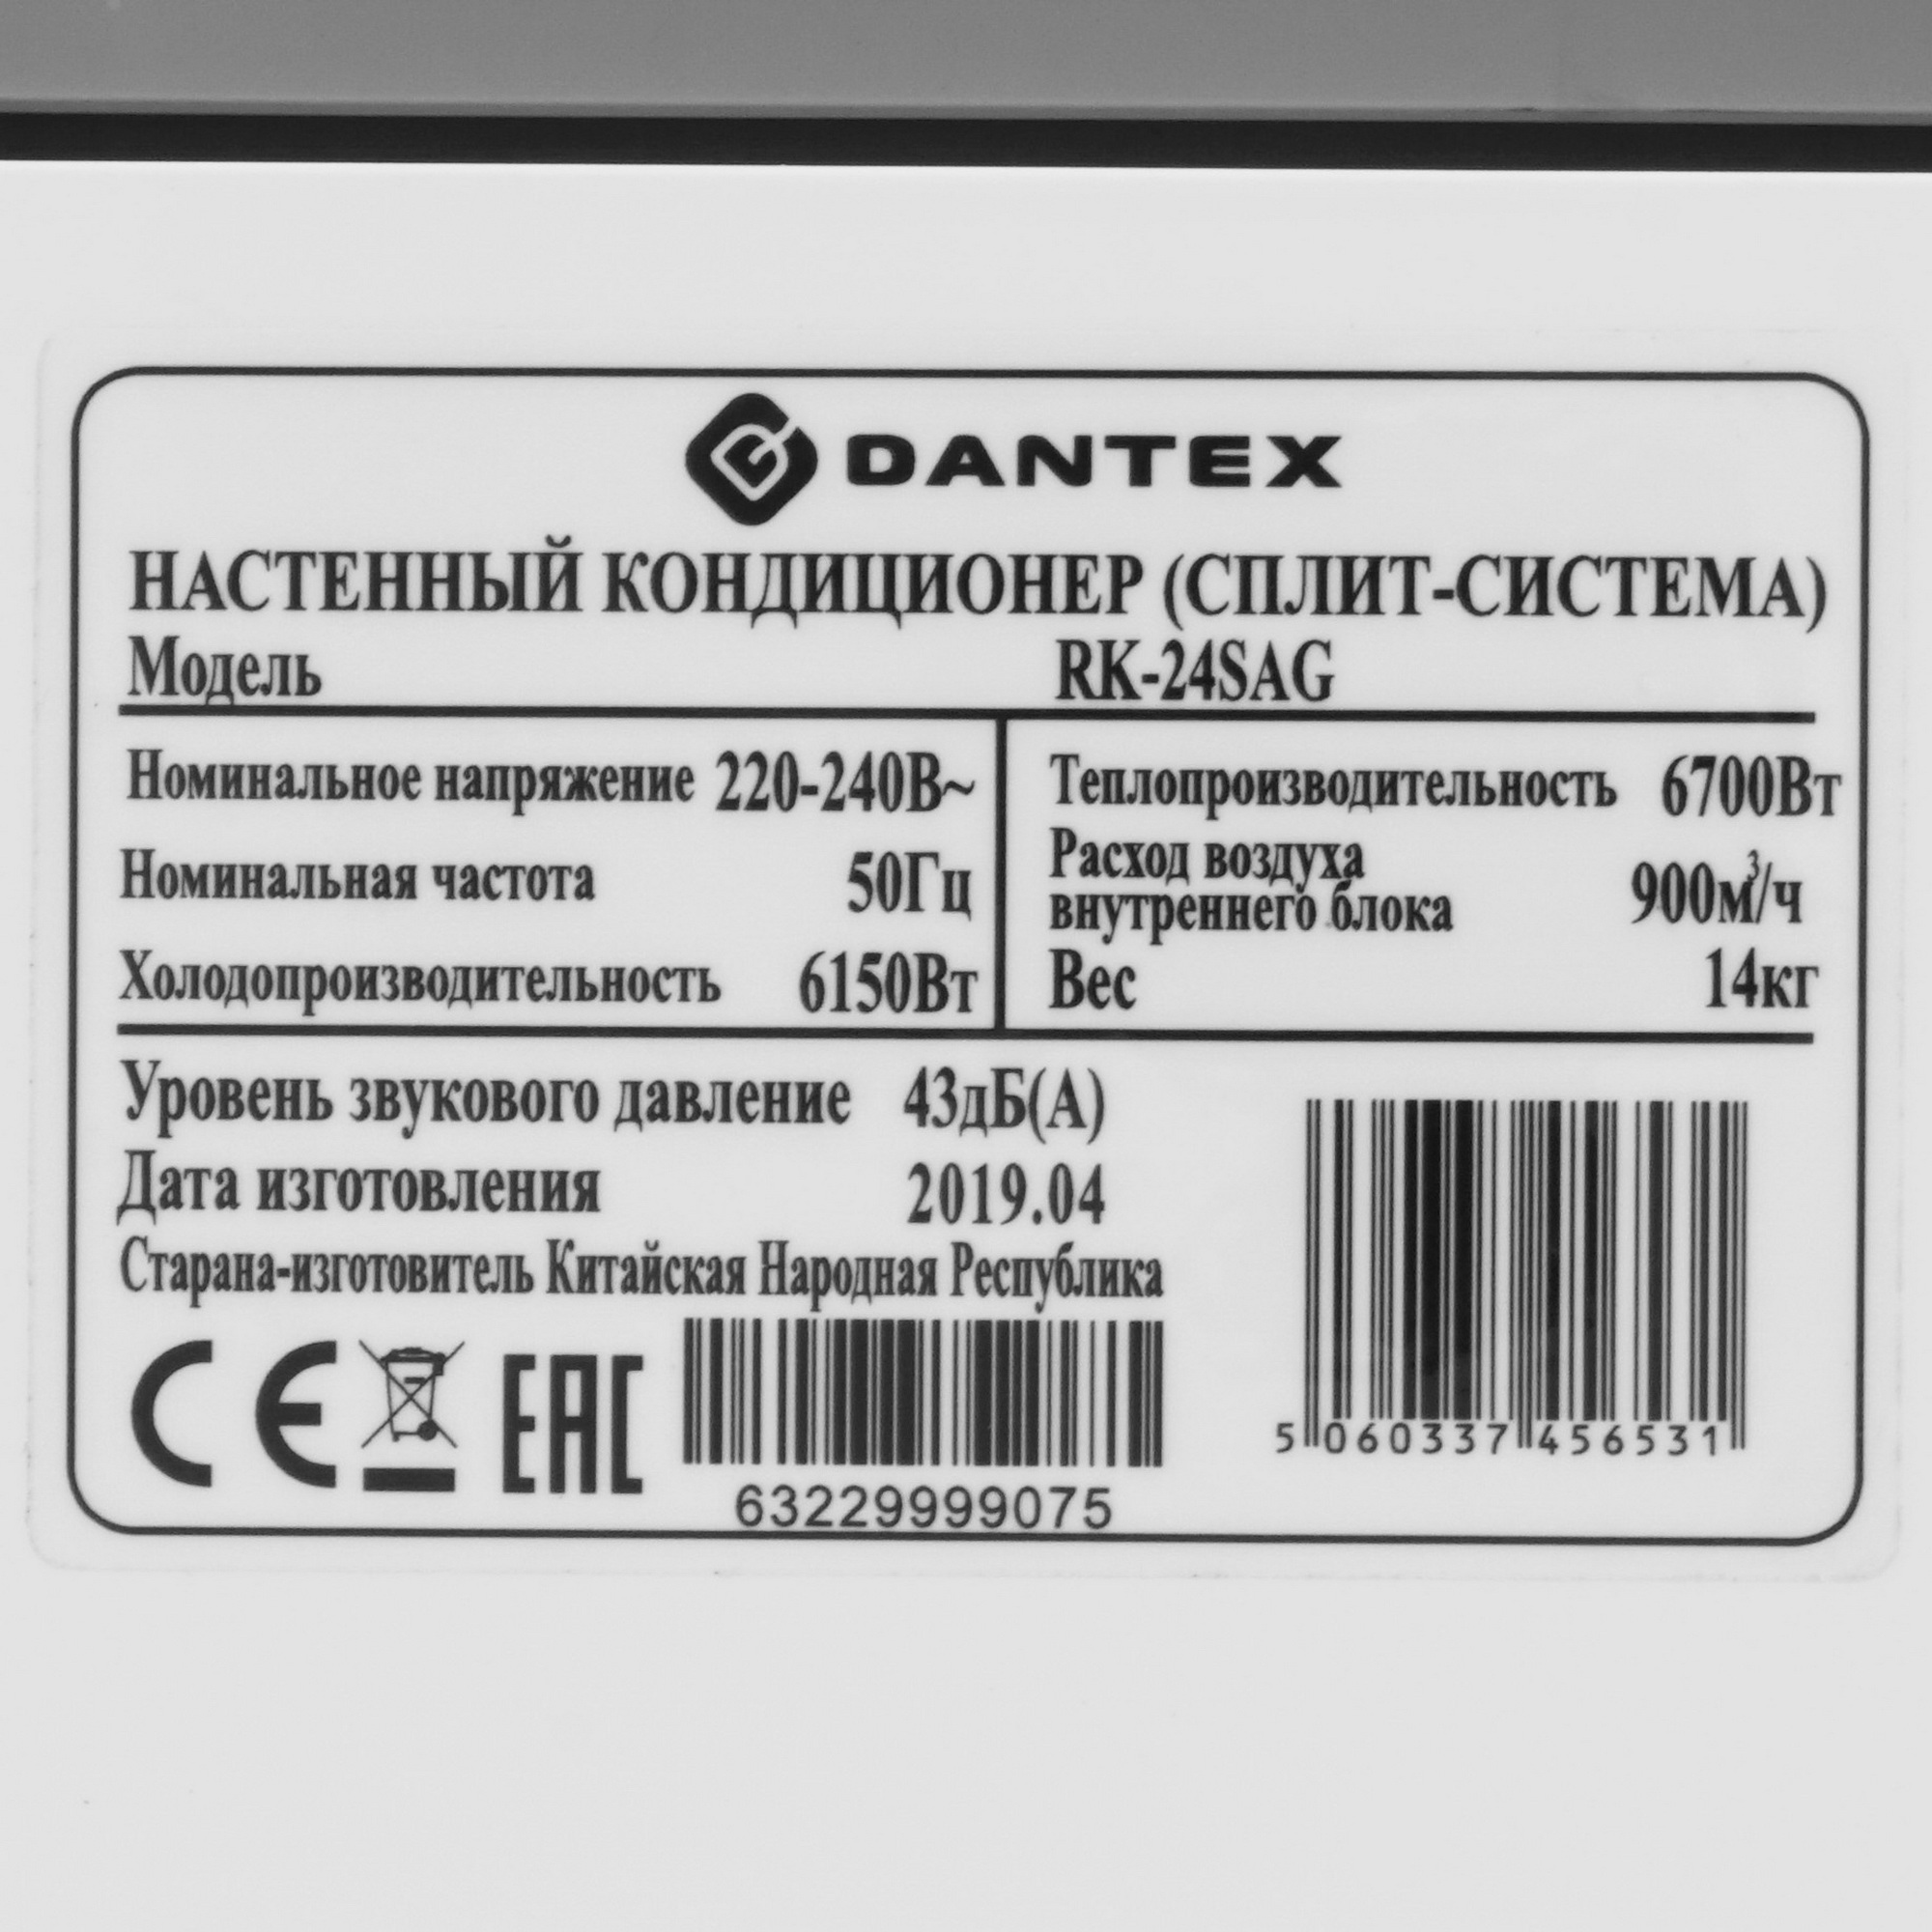 DANTEX
НАСТЕННЫЙ КОНДИЦИОНЕР (СПЛИТ-СИСТЕМА)
Модель RK-24SAG
Номинальное напряжение 220-240В~
Номинальная частота 50Гц
Холодопроизводительность 6150Вт
Теплопроизводительность 6700Вт
Расход воздуха
внутреннего блока 900м³/ч
Вес 14кг
Уровень звукового давление 43дБ(А)
Дата изготовления 2019.04
Старана-изготовитель Китайская Народная Республика
CE EAC
63229999075
5 060337 456531